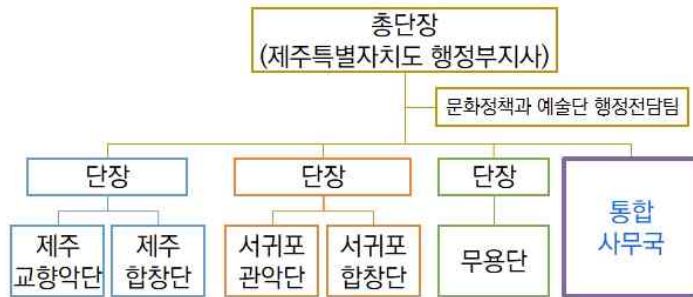 총단장
(제주특별자치도 행정부지사)
문화정책과 예술단 행정전담팀
단장
단장
단장
통합
사무국
제주
교향악단
제주
합창단
서귀포
관악단
서귀포
합창단
무용단